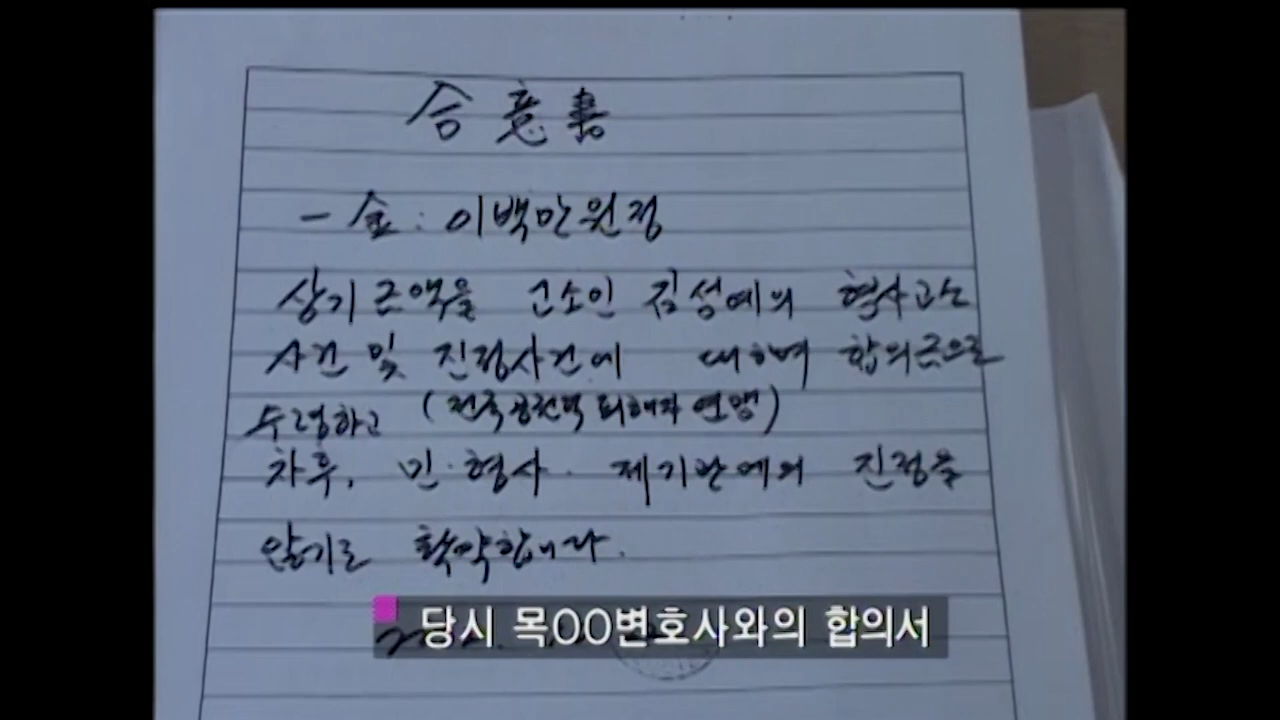 合意書
一金 : 이백만원정
상기 금액을 고소인 김성예의 형사고소
사건 및 진정사건에 대하여 합의금으로
수령하고 (전국공권력 피해자 연맹)
차후, 민·형사· 제기관에의 진정을
않기로 확약합니다.
당시 목OO변호사와의 합의서